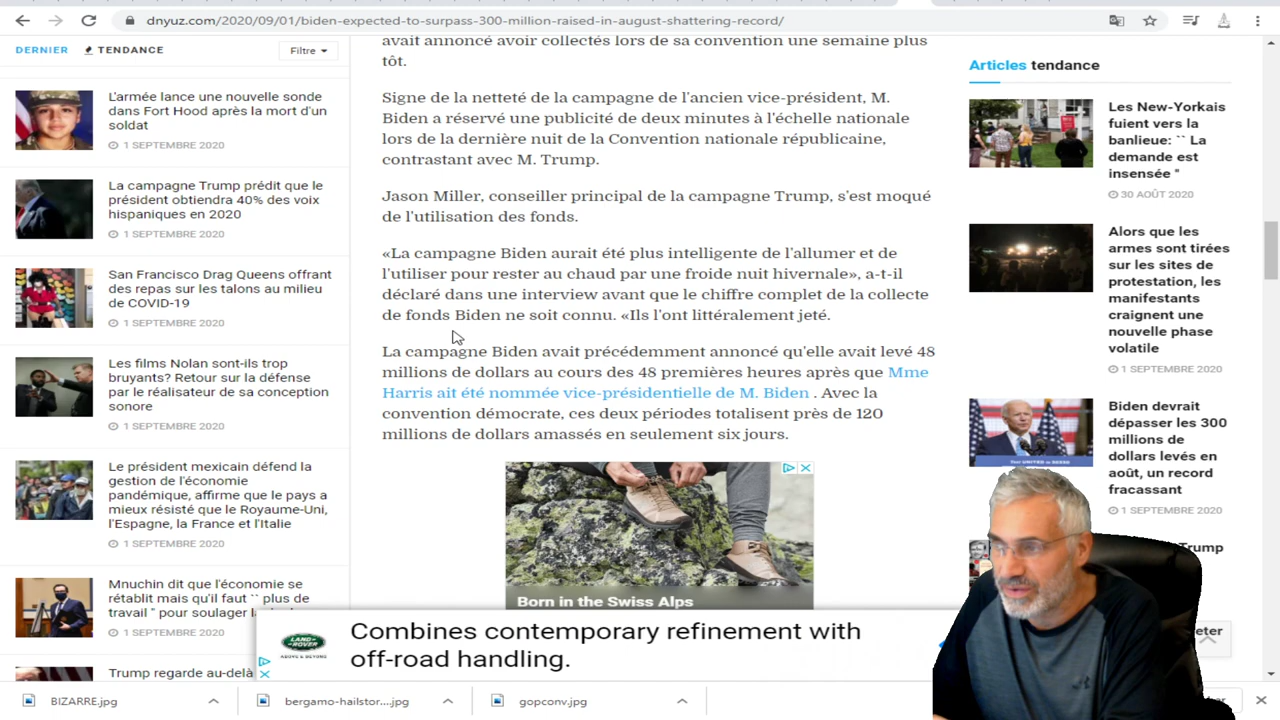 dnyuz.com/2020/09/01/biden-expected-to-surpass-300-million-raised-in-august-shattering-record/
DERNIER
TENDANCE
Filtre
L'armée lance une nouvelle sonde
dans Fort Hood après la mort d'un
soldat
1 SEPTEMBRE 2020
La campagne Trump prédit que le
président obtiendra 40% des voix
hispaniques en 2020
1 SEPTEMBRE 2020
San Francisco Drag Queens offrant
des repas sur les talons au milieu
de COVID-19
1 SEPTEMBRE 2020
Les films Nolan sont-ils trop
bruyants? Retour sur la défense
par le réalisateur de sa conception
sonore
1 SEPTEMBRE 2020
Le président mexicain défend la
gestion de l'économie
pandémique, affirme que le pays a
mieux résisté que le Royaume-Uni,
l'Espagne, la France et l'Italie
1 SEPTEMBRE 2020
Mnuchin dit que l'économie se
rétablit mais qu'il faut `` plus de
travail '' pour soulager
1 SEPTEMBRE 2020
Trump regarde au-delà
avait annoncé avoir collectés lors de sa convention une semaine plus
tôt.
Signe de la netteté de la campagne de l'ancien vice-président, M.
Biden a réservé une publicité de deux minutes à l'échelle nationale
lors de la dernière nuit de la Convention nationale républicaine,
contrastant avec M. Trump.
Jason Miller, conseiller principal de la campagne Trump, s'est moqué
de l'utilisation des fonds.
«La campagne Biden aurait été plus intelligente de l'allumer et de
l'utiliser pour rester au chaud par une froide nuit hivernale», a-t-il
déclaré dans une interview avant que le chiffre complet de la collecte
de fonds Biden ne soit connu. «Ils l'ont littéralement jeté.
La campagne Biden avait précédemment annoncé qu'elle avait levé 48
millions de dollars au cours des 48 premières heures après que Mme
Harris ait été nommée vice-présidentielle de M. Biden . Avec la
convention démocrate, ces deux périodes totalisent près de 120
millions de dollars amassés en seulement six jours.
Born in the Swiss Alps
LAND ROVER
ABOVE & BEYOND
Combines contemporary refinement with
off-road handling.
Articles tendance
Les New-Yorkais
fuient vers la
banlieue: `` La
demande est
insensée ''
30 AOÛT 2020
Alors que les
armes sont tirées
sur les sites de
protestation, les
manifestants
craignent une
nouvelle phase
volatile
1 SEPTEMBRE 2020
Biden devrait
dépasser les 300
millions de
dollars levés en
août, un record
fracassant
1 SEPTEMBRE 2020
Trump
BIZARRE.jpg
bergamo-hailstor....jpg
gopconv.jpg